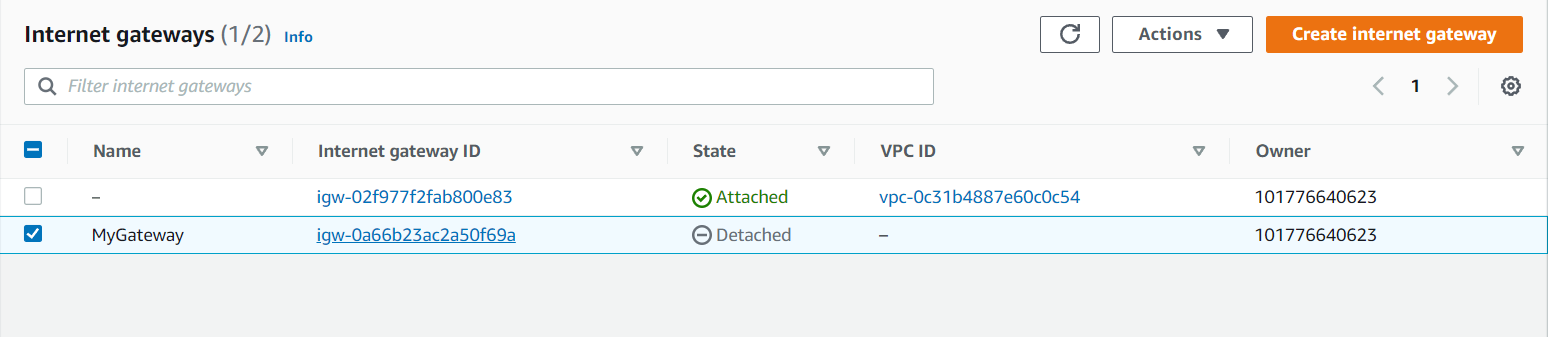 Internet gateways (1/2) Info Actions Create internet gateway
Filter internet gateways 1
Name Internet gateway ID State VPC ID Owner
– igw-02f977f2fab800e83 Attached vpc-0c31b4887e60c0c54 101776640623
MyGateway igw-0a66b23ac2a50f69a Detached – 101776640623